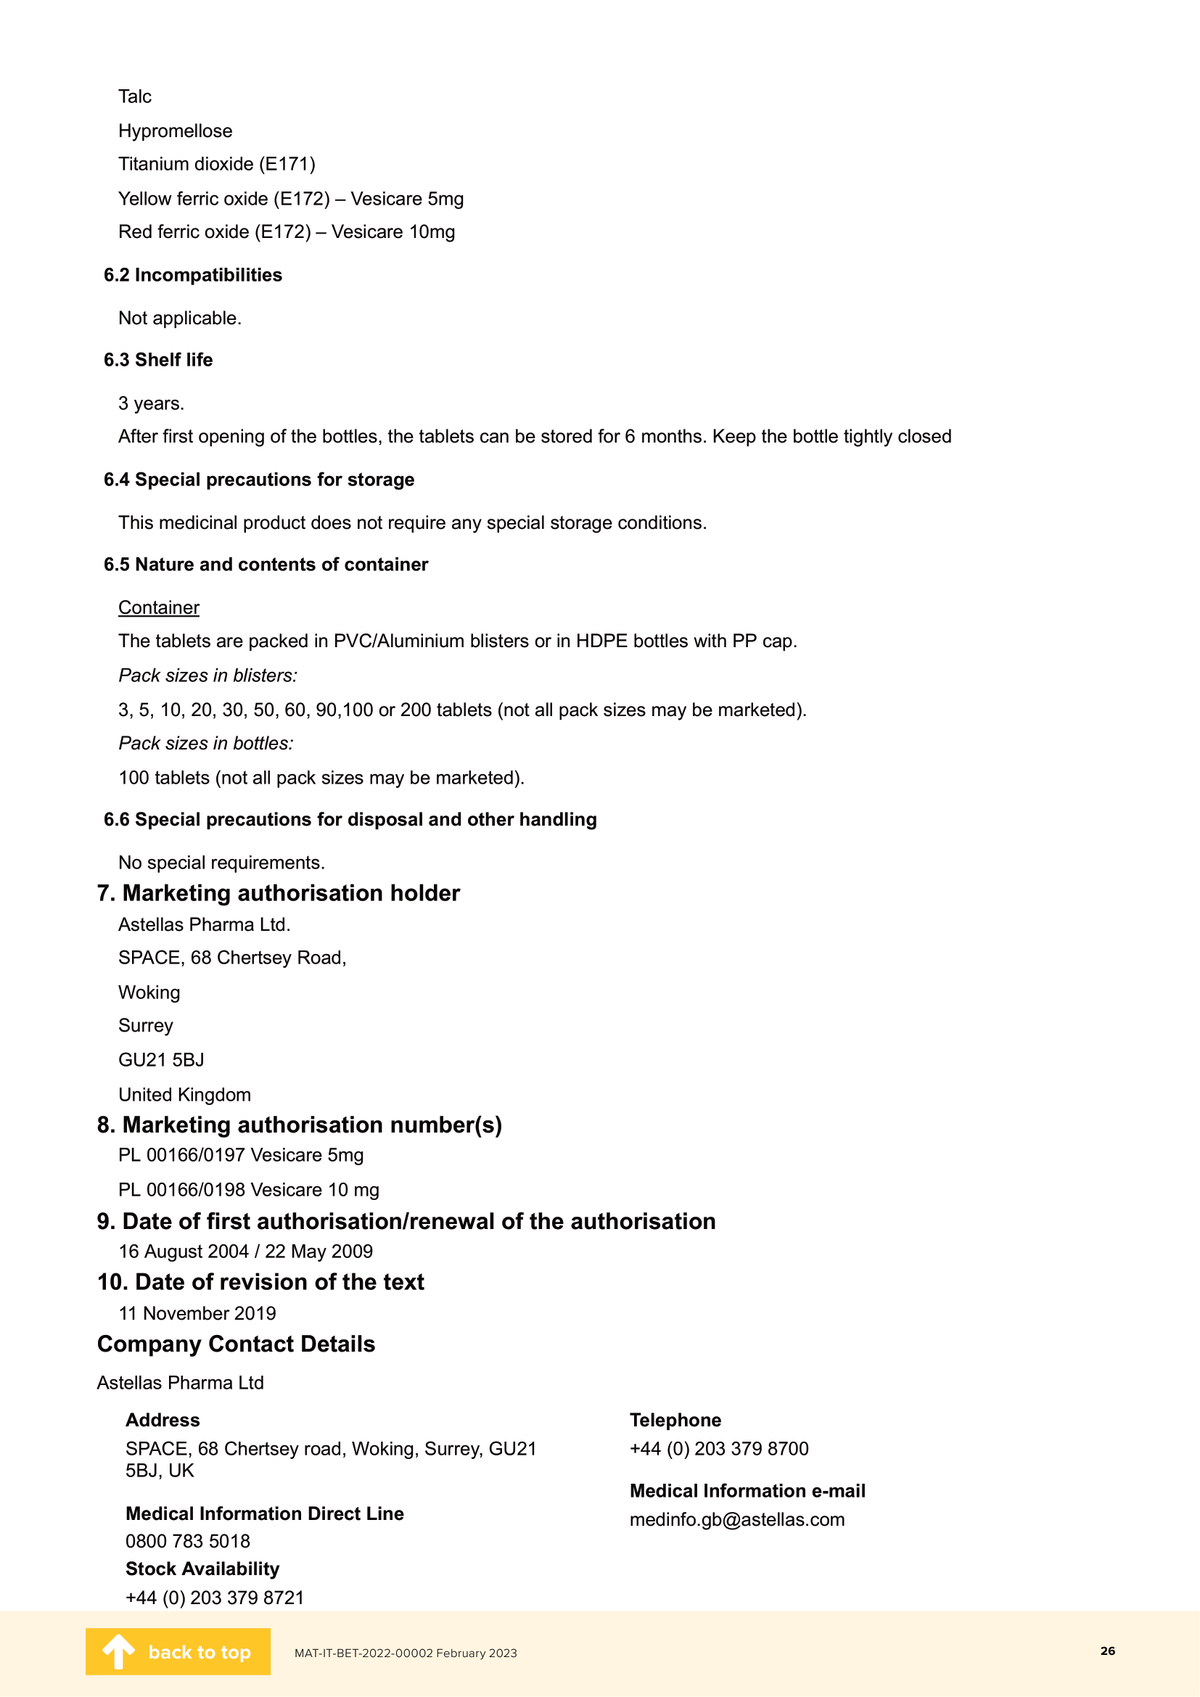 Talc
Hypromellose
Titanium dioxide (E171)
Yellow ferric oxide (E172) – Vesicare 5mg
Red ferric oxide (E172) – Vesicare 10mg
6.2 Incompatibilities
Not applicable.
6.3 Shelf life
3 years.
After first opening of the bottles, the tablets can be stored for 6 months. Keep the bottle tightly closed
6.4 Special precautions for storage
This medicinal product does not require any special storage conditions.
6.5 Nature and contents of container
Container
The tablets are packed in PVC/Aluminium blisters or in HDPE bottles with PP cap.
Pack sizes in blisters:
3, 5, 10, 20, 30, 50, 60, 90,100 or 200 tablets (not all pack sizes may be marketed).
Pack sizes in bottles:
100 tablets (not all pack sizes may be marketed).
6.6 Special precautions for disposal and other handling
No special requirements.
7. Marketing authorisation holder
Astellas Pharma Ltd.
SPACE, 68 Chertsey Road,
Woking
Surrey
GU21 5BJ
United Kingdom
8. Marketing authorisation number(s)
PL 00166/0197 Vesicare 5mg
PL 00166/0198 Vesicare 10 mg
9. Date of first authorisation/renewal of the authorisation
16 August 2004 / 22 May 2009
10. Date of revision of the text
11 November 2019
Company Contact Details
Astellas Pharma Ltd
Address
SPACE, 68 Chertsey road, Woking, Surrey, GU21
5BJ, UK
Medical Information Direct Line
0800 783 5018
Stock Availability
+44 (0) 203 379 8721
Telephone
+44 (0) 203 379 8700
Medical Information e-mail
medinfo.gb@astellas.com
back to top
MAT-IT-BET-2022-00002 February 2023
26